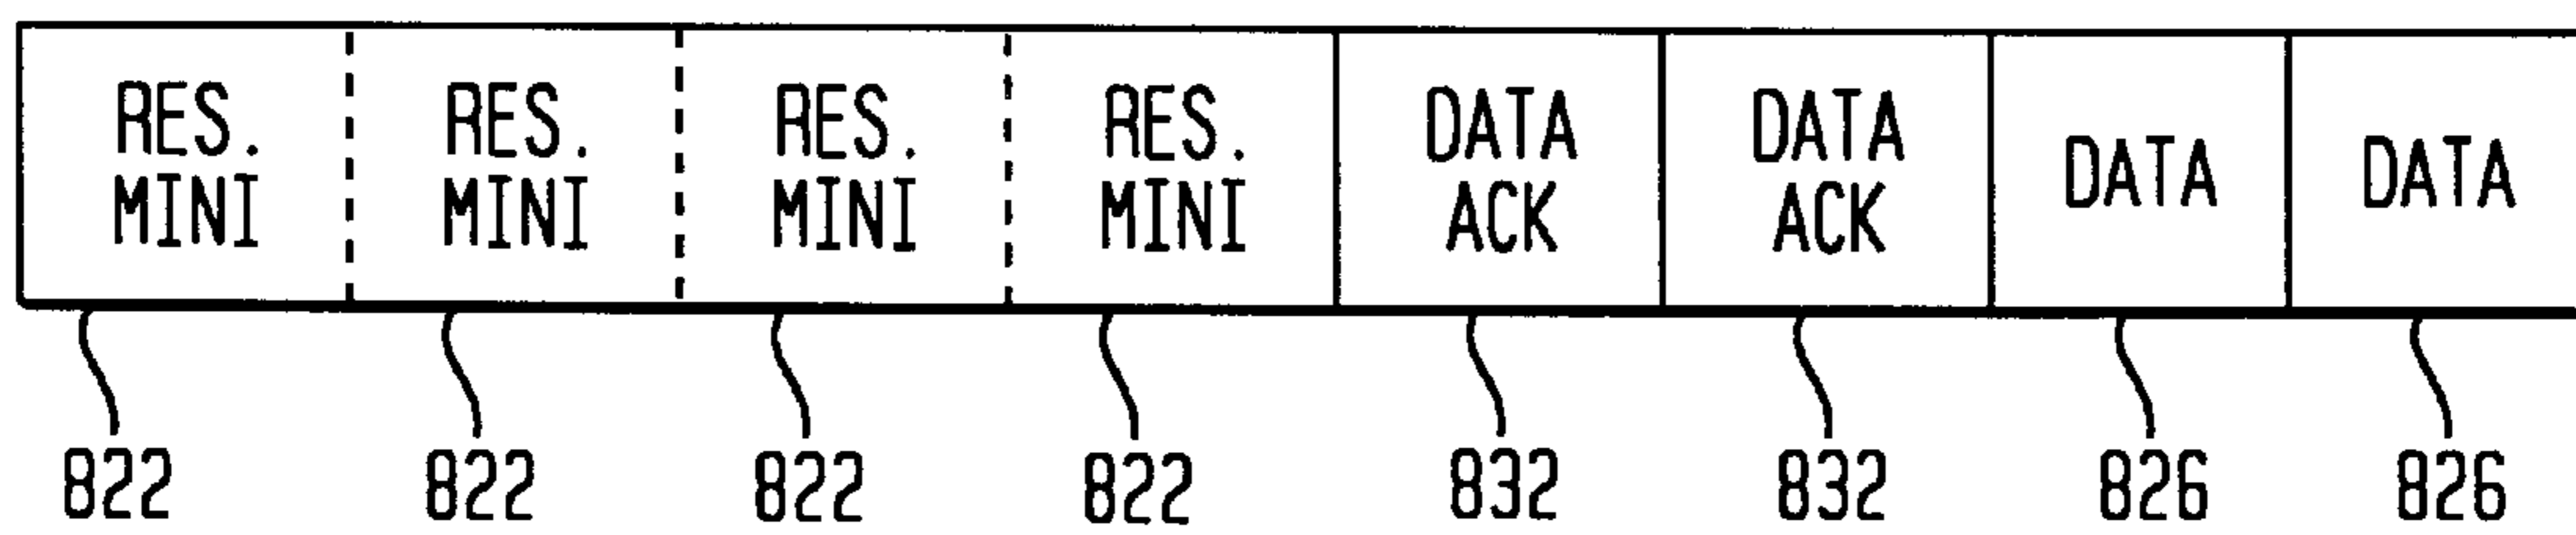 RES. RES. RES. RES. DATA DATA DATA DATA
MINI MINI MINI MINI ACK ACK
822 822 822 822 832 832 826 826